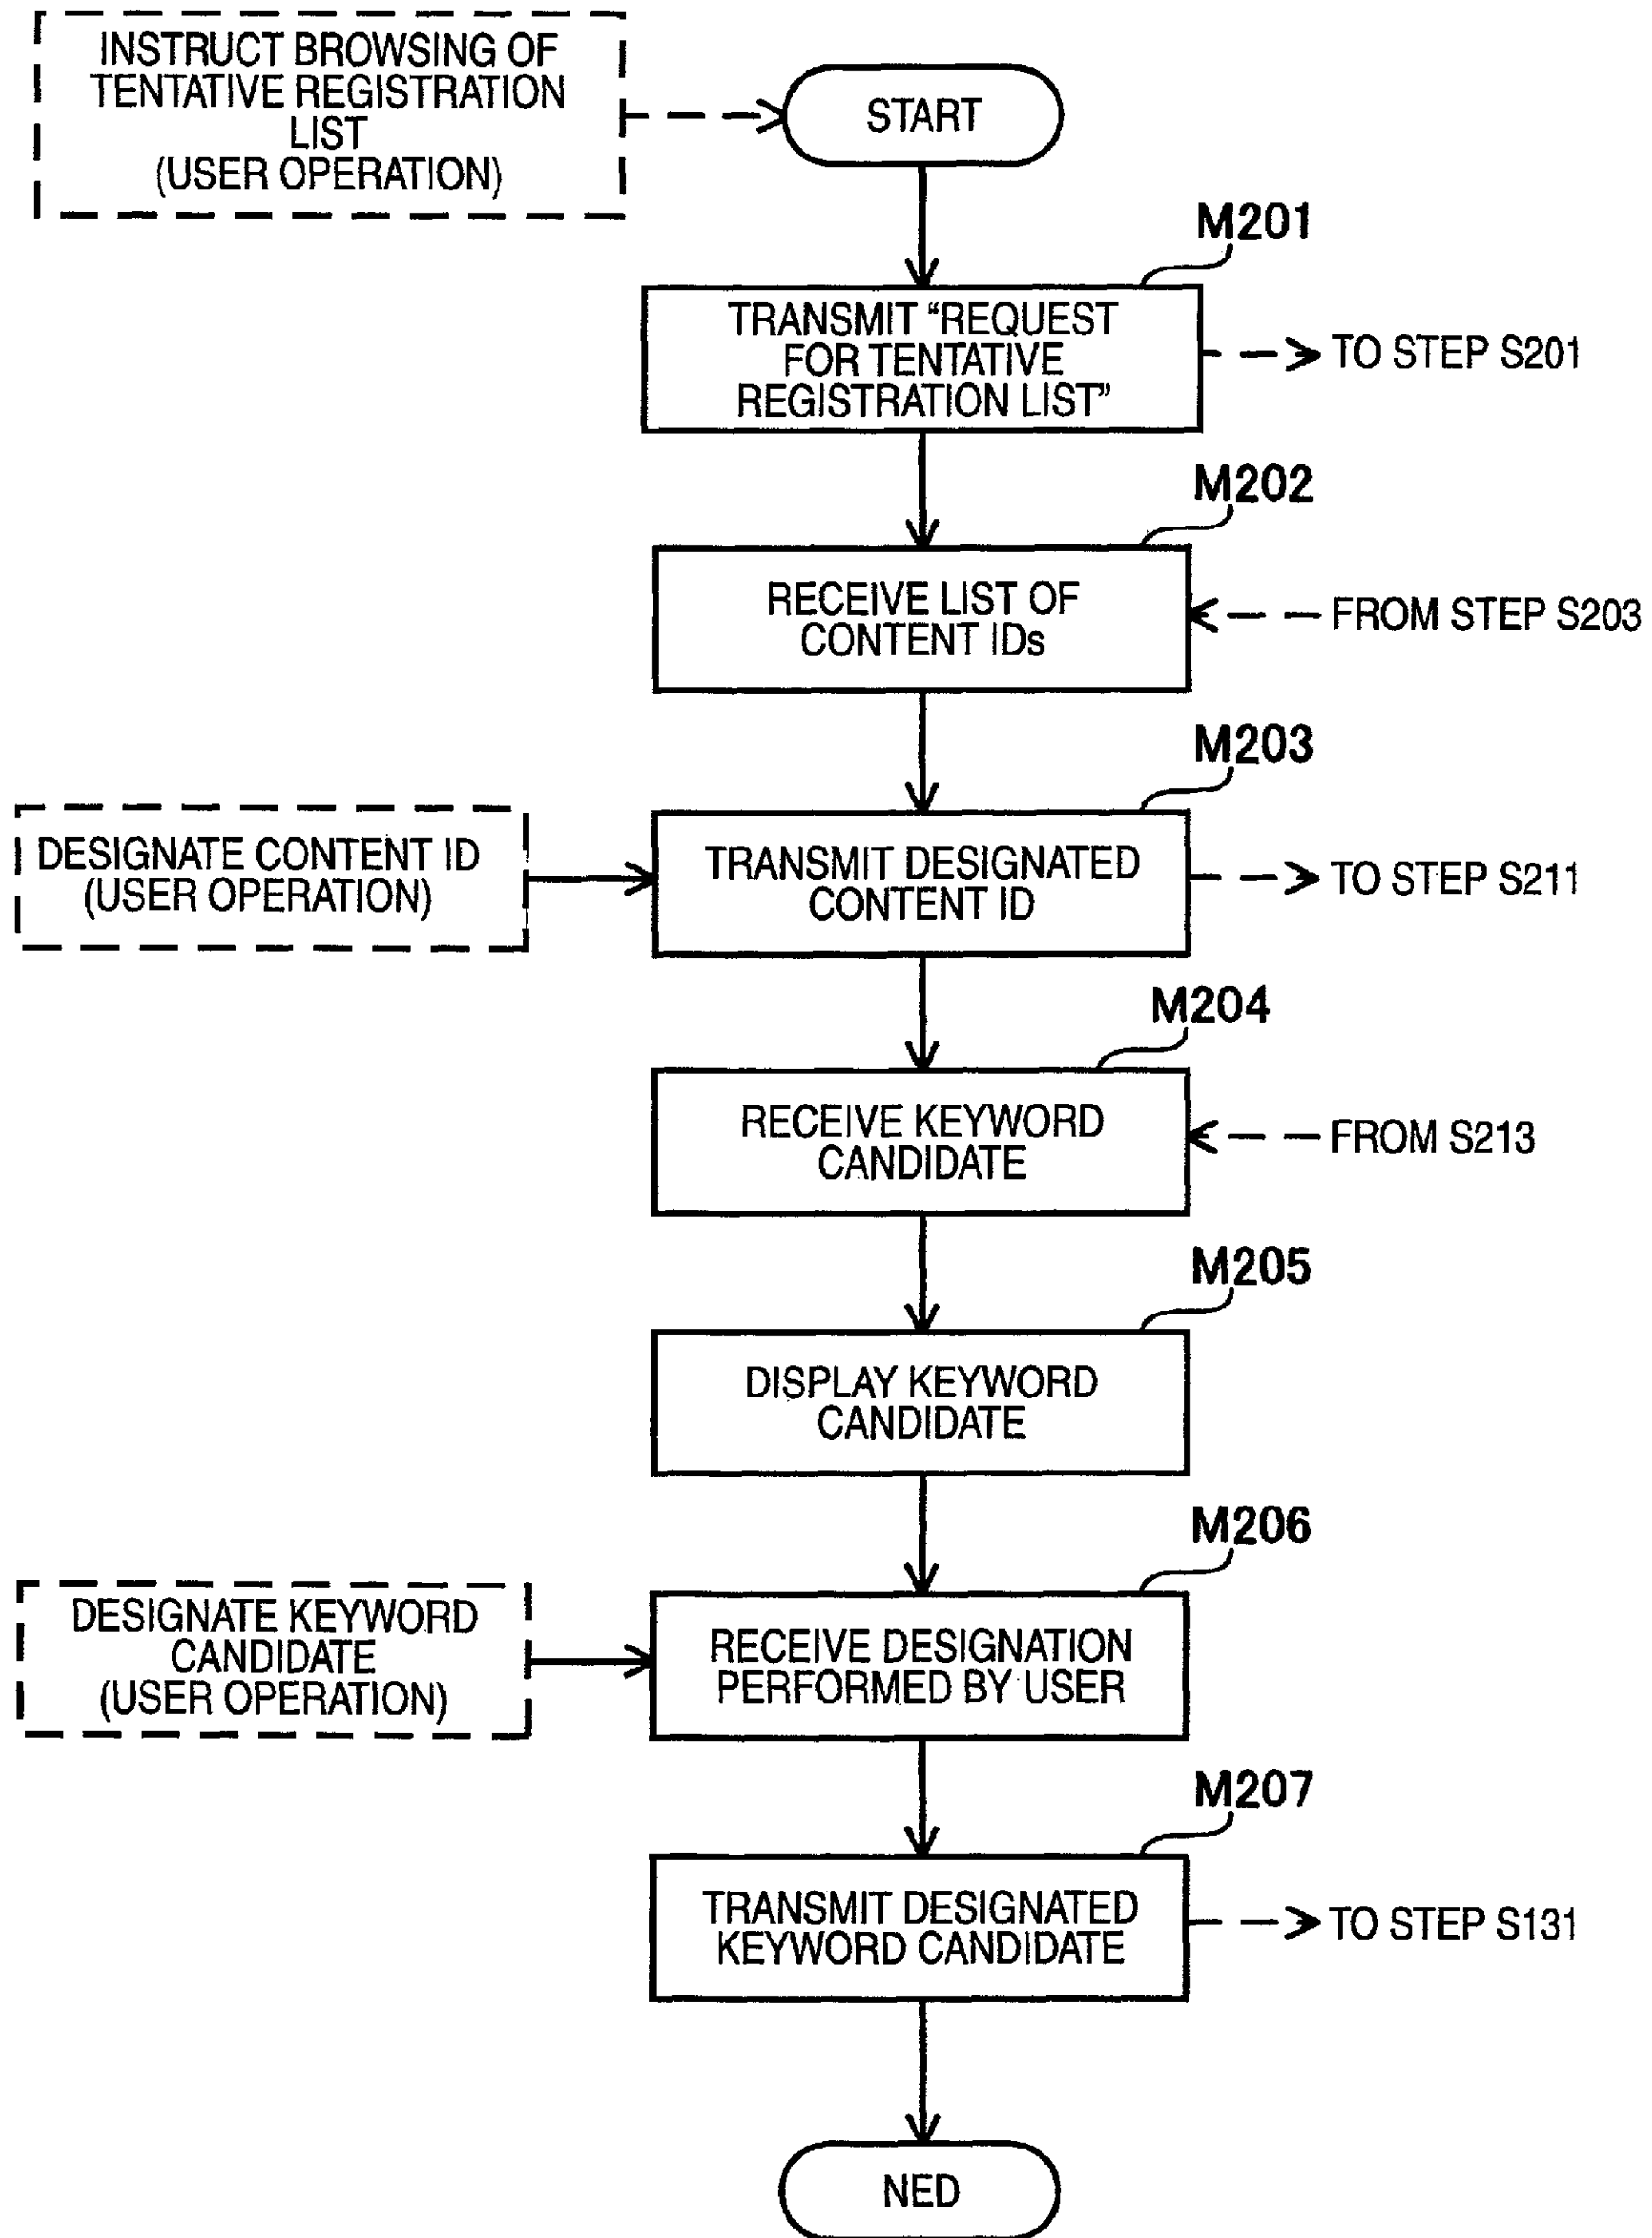 INSTRUCT BROWSING OF
TENTATIVE REGISTRATION
LIST
(USER OPERATION)
START
M201
TRANSMIT “REQUEST
FOR TENTATIVE
REGISTRATION LIST”
TO STEP S201
M202
RECEIVE LIST OF
CONTENT IDs
FROM STEP S203
M203
DESIGNATE CONTENT ID
(USER OPERATION)
TRANSMIT DESIGNATED
CONTENT ID
TO STEP S211
M204
RECEIVE KEYWORD
CANDIDATE
FROM S213
M205
DISPLAY KEYWORD
CANDIDATE
M206
DESIGNATE KEYWORD
CANDIDATE
(USER OPERATION)
RECEIVE DESIGNATION
PERFORMED BY USER
M207
TRANSMIT DESIGNATED
KEYWORD CANDIDATE
TO STEP S131
NED